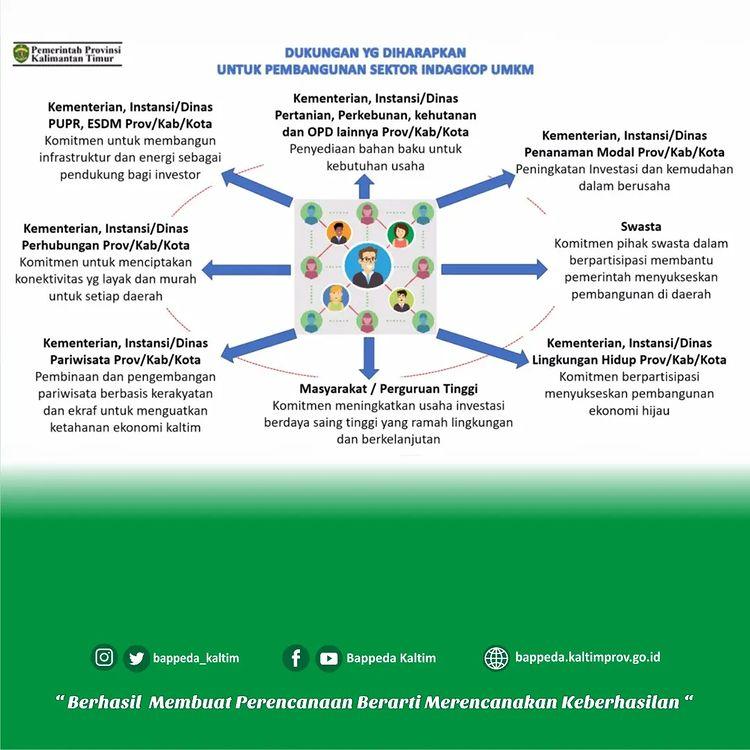 Pemerintah Provinsi
Kalimantan Timur
DUKUNGAN YG DIHARAPKAN
UNTUK PEMBANGUNAN SEKTOR INDAGKOP UMKM
Kementerian, Instansi/Dinas
PUPR, ESDM Prov/Kab/Kota
Komitmen untuk membangun
infrastruktur dan energi sebagai
pendukung bagi investor
Kementerian, Instansi/Dinas
Pertanian, Perkebunan, kehutanan
dan OPD lainnya Prov/Kab/Kota
Penyediaan bahan baku untuk
kebutuhan usaha
Kementerian, Instansi/Dinas
Penanaman Modal Prov/Kab/Kota
Peningkatan Investasi dan kemudahan
dalam berusaha
Kementerian, Instansi/Dinas
Perhubungan Prov/Kab/Kota
Komitmen untuk menciptakan
konektivitas yg layak dan murah
untuk setiap daerah
Swasta
Komitmen pihak swasta dalam
berpartisipasi membantu
pemerintah menyukseskan
pembangunan di daerah
Kementerian, Instansi/Dinas
Pariwisata Prov/Kab/Kota
Pembinaan dan pengembangan
pariwisata berbasis kerakyatan
dan ekraf untuk menguatkan
ketahanan ekonomi kaltim
Masyarakat / Perguruan Tinggi
Komitmen meningkatkan usaha investasi
berdaya saing tinggi yang ramah lingkungan
dan berkelanjutan
Kementerian, Instansi/Dinas
Lingkungan Hidup Prov/Kab/Kota
Komitmen berpartisipasi
menyukseskan pembangunan
ekonomi hijau
bappeda_kaltim
Bappeda Kaltim
bappeda.kaltimprov.go.id
“ Berhasil Membuat Perencanaan Berarti Merencanakan Keberhasilan “